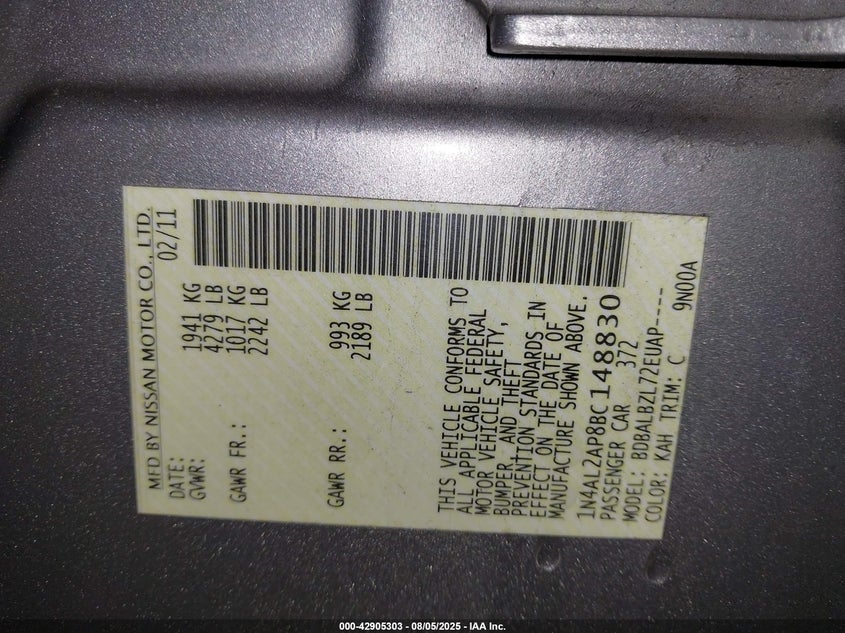 MFD BY NISSAN MOTOR CO., LTD.
DATE: 02/11
GVWR: 1941 KG
4279 LB
GAWR FR.: 1017 KG
2242 LB
GAWR RR.: 993 KG
2189 LB
THIS VEHICLE CONFORMS TO
ALL APPLICABLE FEDERAL
MOTOR VEHICLE SAFETY,
BUMPER AND THEFT
PREVENTION STANDARDS IN
EFFECT ON THE DATE OF
MANUFACTURE SHOWN ABOVE.
1N4AL2AP8BC148830
PASSENGER CAR 372
MODEL: BDBALBZL72EUAP----
COLOR: KAH TRIM: C 9N00A
000-42905303 - 08/05/2025 - IAA Inc.